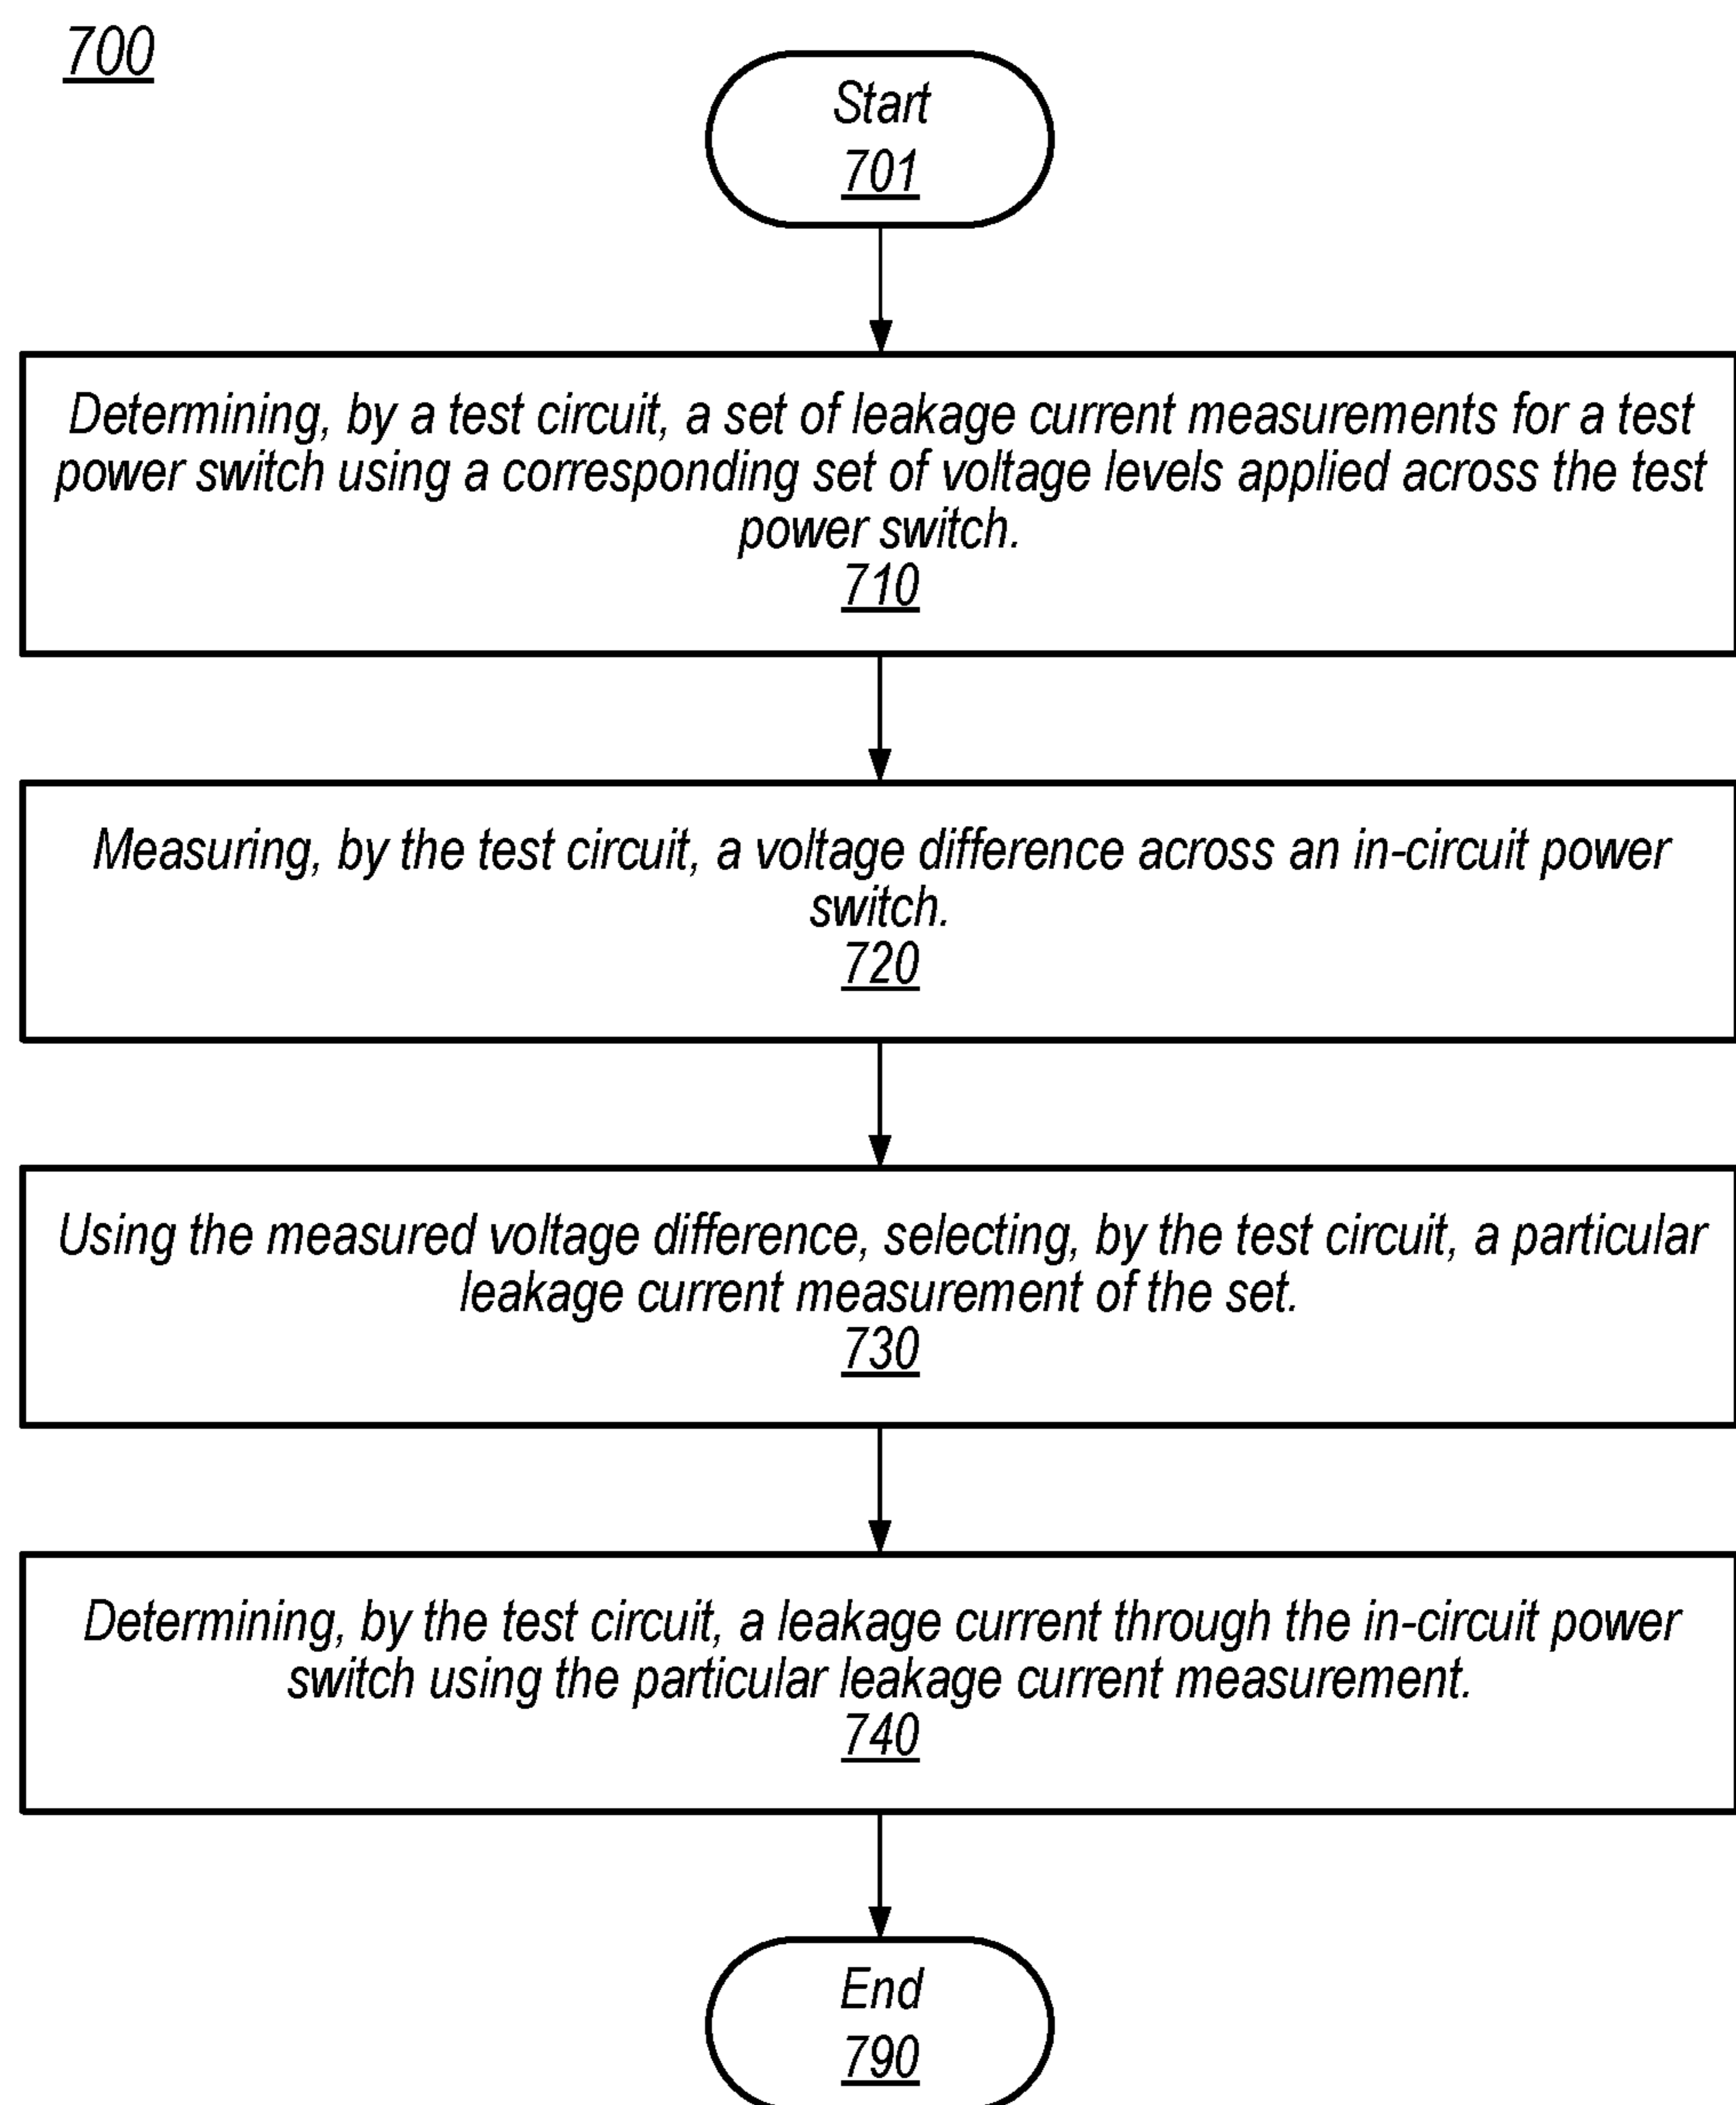 700
Start
701
Determining, by a test circuit, a set of leakage current measurements for a test
power switch using a corresponding set of voltage levels applied across the test
power switch.
710
Measuring, by the test circuit, a voltage difference across an in-circuit power
switch.
720
Using the measured voltage difference, selecting, by the test circuit, a particular
leakage current measurement of the set.
730
Determining, by the test circuit, a leakage current through the in-circuit power
switch using the particular leakage current measurement.
740
End
790